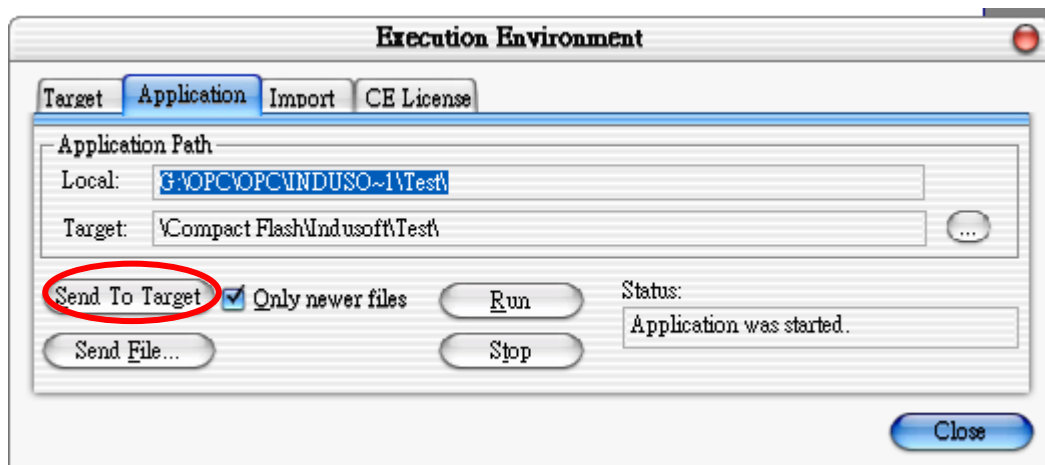 Execution Environment
Target Application Import CE License
Application Path
Local: G:\OPC\OPC\INDUSO~1\Test\
Target: \Compact Flash\Indusoft\Test\ ...
Send To Target Only newer files Run Status:
Application was started.
Send File... Stop
Close